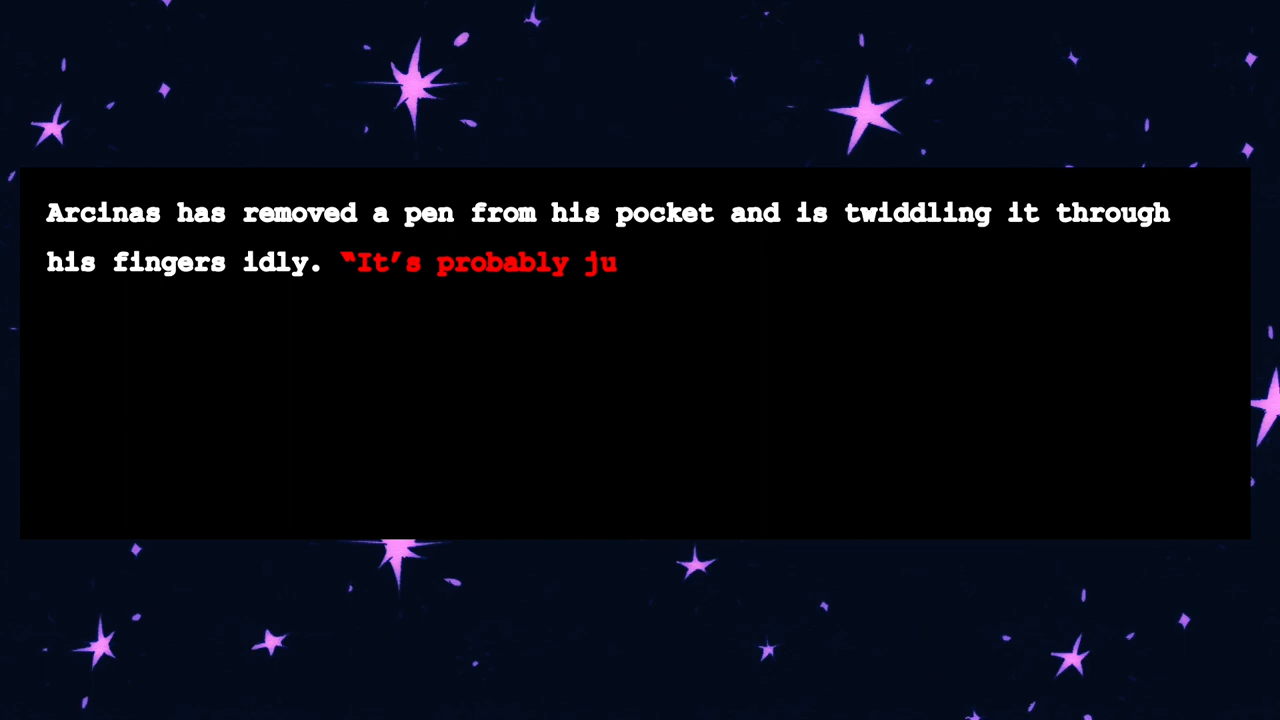 Arcinas has removed a pen from his pocket and is twiddling it through
his fingers idly. “It’s probably ju